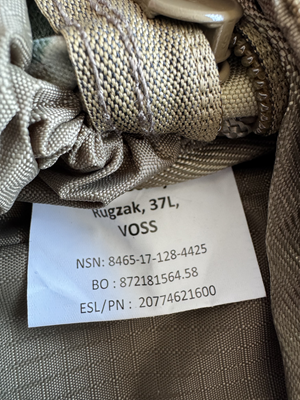 Rugzak, 37L,
VOSS
NSN: 8465-17-128-4425
BO : 872181564.58
ESL/PN : 20774621600